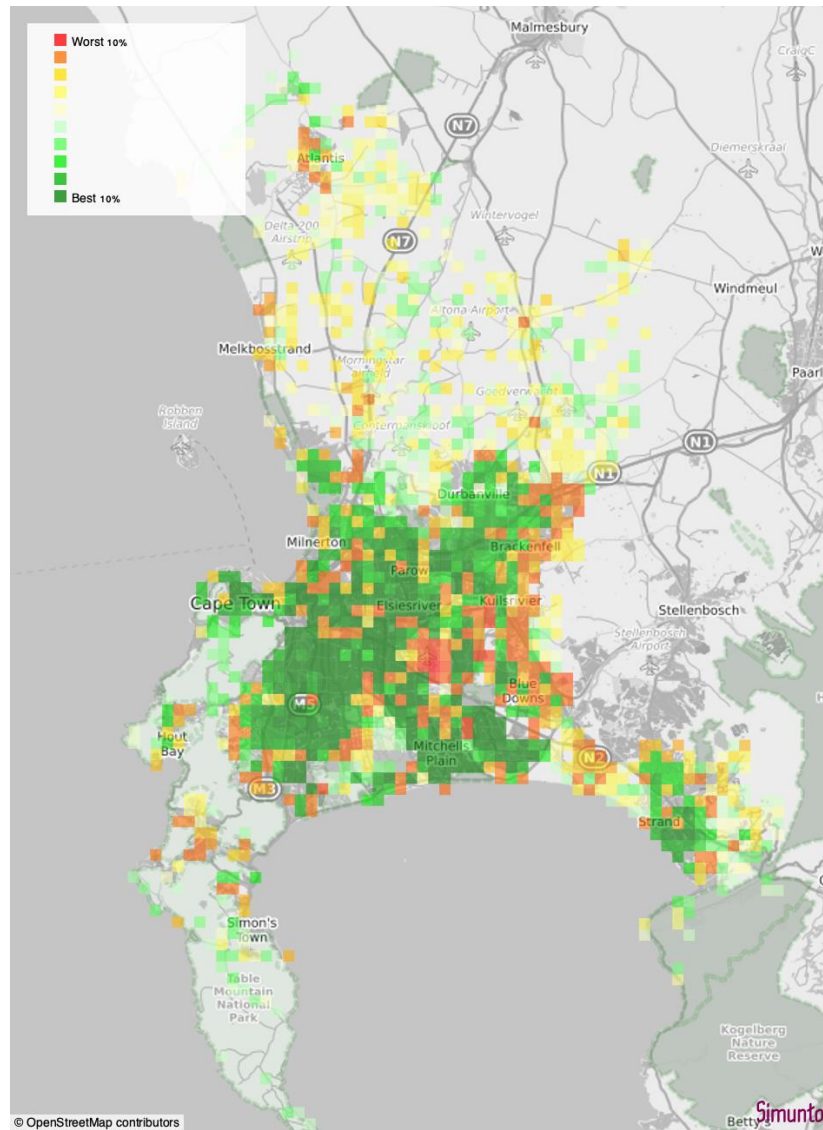 Worst 10%
Best 10%
Malmesbury
CraigC
N7
Diemerskraal
Atlantis
Wintervogel
Delta 200
Airstrip
N7
Windmeul
Altona Airport
Melkbosstrand
Morningstar
airfield
Paarl
Goedverwacht
Robben
Island
Contermanskloof
N1
N1
Durbanville
Milnerton
Brackenfell
Parow
Cape Town
Elsiesriver
Kuilsrivier
Stellenbosch
Stellenbosch
Airport
Blue
Downs
M5
Hout
Bay
Mitchells
Plain
N2
M3
Strand
Simon's
Town
Table
Mountain
National
Park
Kogelberg
Nature
Reserve
Simunto
Betty's
© OpenStreetMap contributors